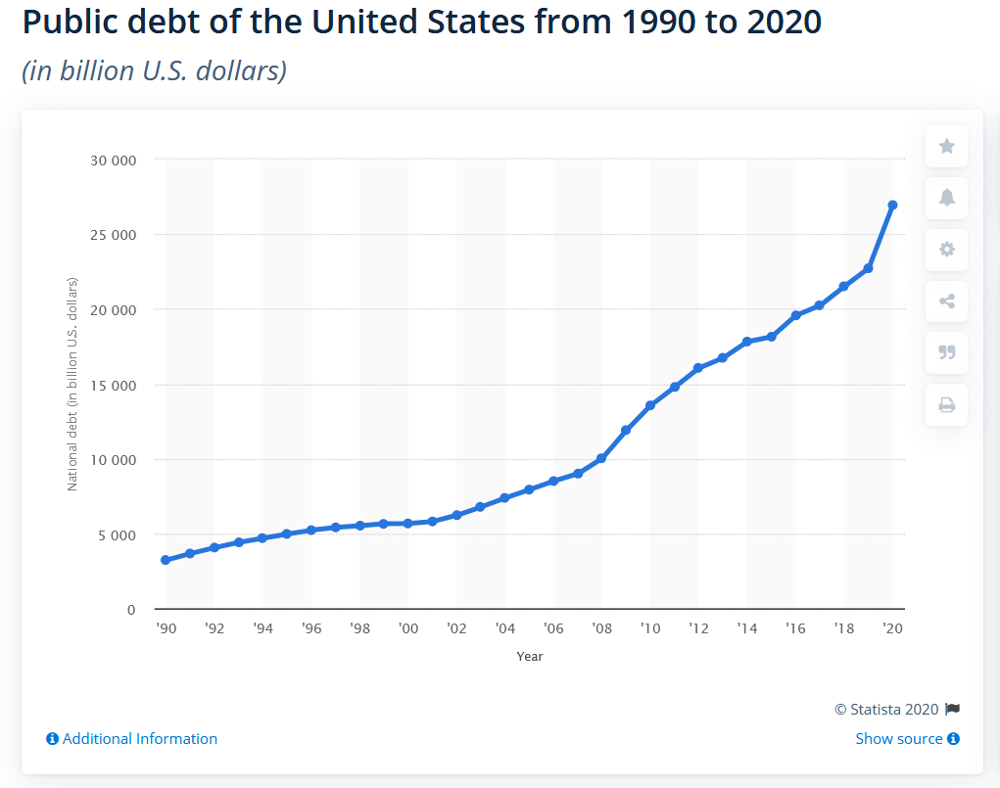 Public debt of the United States from 1990 to 2020
(in billion U.S. dollars)
30 000
25 000
20 000
15 000
10 000
5 000
0
National debt (in billion U.S. dollars)
'90 '92 '94 '96 '98 '00 '02 '04 '06 '08 '10 '12 '14 '16 '18 '20
Year
© Statista 2020
Additional Information
Show source